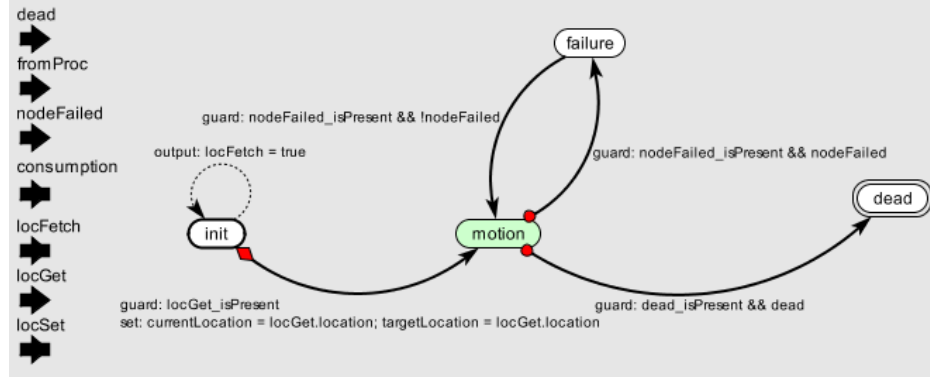 dead
fromProc
nodeFailed
consumption
locFetch
locGet
locSet
failure
guard: nodeFailed_isPresent && !nodeFailed
output: locFetch = true
guard: nodeFailed_isPresent && nodeFailed
dead
init
motion
guard: locGet_isPresent
set: currentLocation = locGet.location; targetLocation = locGet.location
guard: dead_isPresent && dead